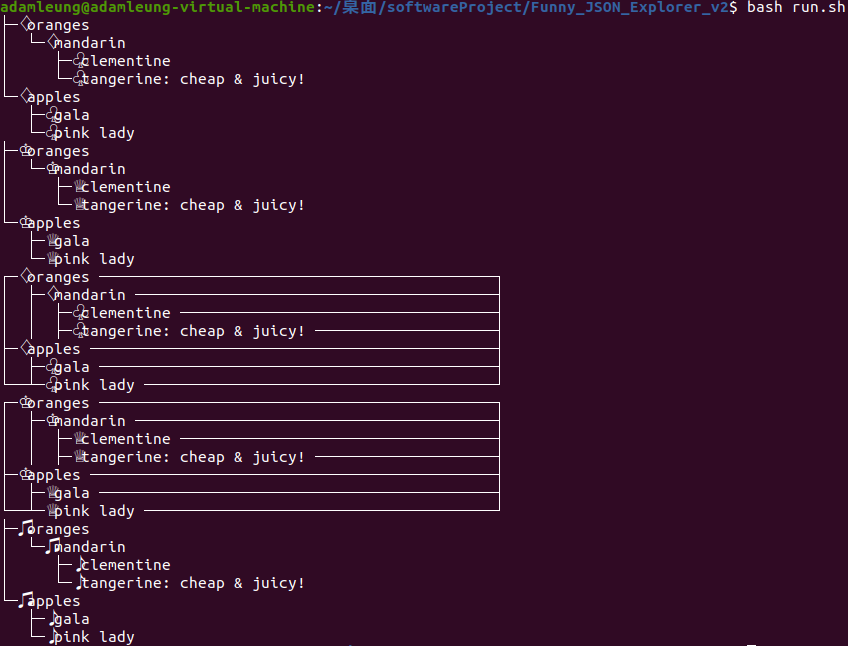 adamleung@adamleung-virtual-machine:~/桌面/softwareProject/Funny_JSON_Explorer_v2$ bash run.sh
├─♢oranges
│  └─♢mandarin
│     ├─♧clementine
│     └─♧tangerine: cheap & juicy!
└─♢apples
   ├─♧gala
   └─♧pink lady
├─♔oranges
│  └─♔mandarin
│     ├─♕clementine
│     └─♕tangerine: cheap & juicy!
└─♔apples
   ├─♕gala
   └─♕pink lady
┌─♢oranges ─────────────────────────────────────────────┐
│  ├─♢mandarin ─────────────────────────────────────────┤
│  │  ├─♧clementine ────────────────────────────────────┤
│  │  ├─♧tangerine: cheap & juicy! ─────────────────────┤
├─♢apples ──────────────────────────────────────────────┤
│  ├─♧gala ─────────────────────────────────────────────┤
└──┴─♧pink lady ────────────────────────────────────────┘
┌─♔oranges ─────────────────────────────────────────────┐
│  ├─♔mandarin ─────────────────────────────────────────┤
│  │  ├─♕clementine ────────────────────────────────────┤
│  │  ├─♕tangerine: cheap & juicy! ─────────────────────┤
├─♔apples ──────────────────────────────────────────────┤
│  ├─♕gala ─────────────────────────────────────────────┤
└──┴─♕pink lady ────────────────────────────────────────┘
├─♫oranges
│  └─♫mandarin
│     ├─♪clementine
│     └─♪tangerine: cheap & juicy!
└─♫apples
   ├─♪gala
   └─♪pink lady